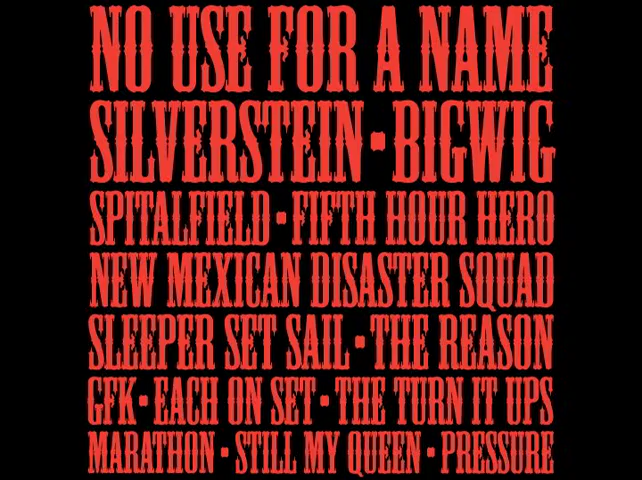 NO USE FOR A NAME
SILVERSTEIN · BIGWIG
SPITALFIELD · FIFTH HOUR HERO
NEW MEXICAN DISASTER SQUAD
SLEEPER SET SAIL · THE REASON
GFK · EACH ON SET · THE TURN IT UPS
MARATHON · STILL MY QUEEN · PRESSURE